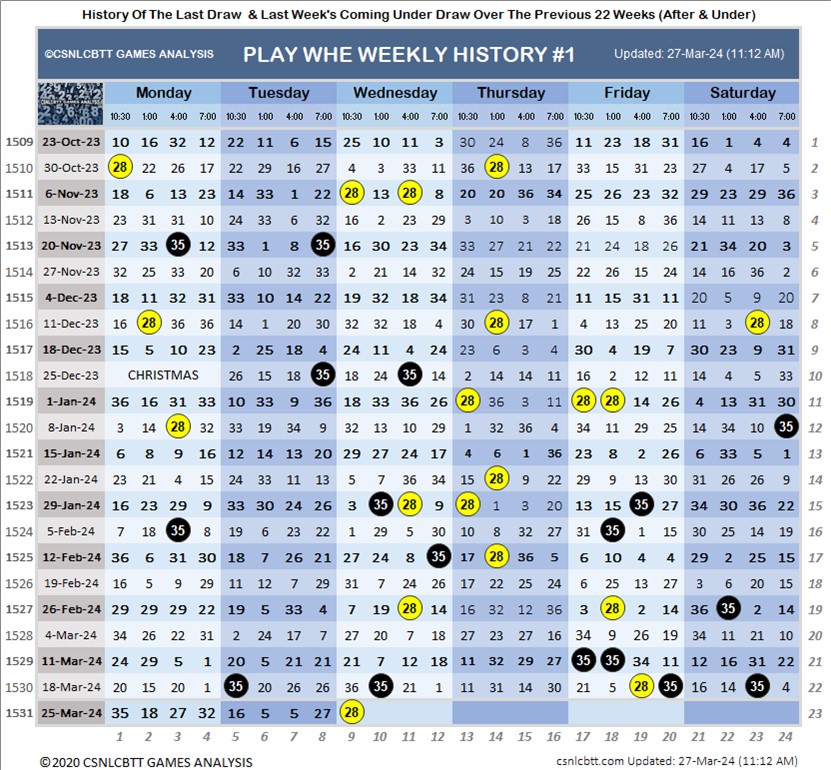 History Of The Last Draw & Last Week's Coming Under Draw Over The Previous 22 Weeks (After & Under)
©CSNLCBTT GAMES ANALYSIS PLAY WHE WEEKLY HISTORY #1 Updated: 27-Mar-24 (11:12 AM)
CSNLCBTT GAMES ANALYSIS Monday Tuesday Wednesday Thursday Friday Saturday
10:30 1:00 4:00 7:00 10:30 1:00 4:00 7:00 10:30 1:00 4:00 12:00 10:30 1:00 4:00 7:00 10:30 1:00 4:00 7:00 10:30 1:00 4:00 7:00
1509 23-Oct-23 10 16 32 12 22 11 6 15 25 10 11 3 30 24 8 36 11 23 18 31 16 1 4 4 1
1510 30-Oct-23 28 22 26 17 22 29 16 27 4 3 33 11 36 28 13 17 33 15 31 23 27 4 17 5 2
1511 6-Nov-23 18 6 13 23 14 33 1 22 28 13 28 8 20 20 36 34 25 26 23 32 29 23 29 36 3
1512 13-Nov-23 23 31 31 10 24 33 6 32 16 2 23 29 3 10 3 18 26 15 8 36 14 11 13 8 4
1513 20-Nov-23 27 33 35 12 33 1 8 35 16 30 23 34 33 27 21 22 21 24 18 26 21 34 20 3 5
1514 27-Nov-23 32 25 33 20 6 10 32 33 2 21 14 32 24 15 19 25 22 26 15 24 14 16 36 2 6
1515 4-Dec-23 18 11 32 31 33 10 14 22 19 32 18 34 31 23 8 21 11 15 31 11 20 5 9 20 7
1516 11-Dec-23 16 28 36 36 14 1 20 30 32 32 18 4 30 28 17 1 4 13 25 20 11 3 28 18 8
1517 18-Dec-23 15 5 10 23 2 25 18 4 24 11 4 24 23 6 3 4 30 4 19 7 30 23 9 31 9
1518 25-Dec-23 CHRISTMAS 26 15 18 35 18 24 35 14 2 14 14 11 16 2 12 11 14 4 5 33 10
1519 1-Jan-24 36 16 31 33 10 33 9 36 18 33 36 26 28 36 3 11 28 28 14 26 4 13 31 30 11
1520 8-Jan-24 3 14 28 32 33 19 34 9 32 13 10 29 1 32 36 4 34 11 29 25 14 34 10 35 12
1521 15-Jan-24 6 8 9 16 12 14 13 20 29 27 24 17 4 6 1 36 23 8 2 26 6 33 5 1 13
1522 22-Jan-24 23 21 4 15 24 33 11 13 5 7 36 34 15 28 9 22 29 9 13 30 31 26 26 9 14
1523 29-Jan-24 16 23 29 9 33 30 24 26 3 35 28 9 28 1 3 20 13 15 35 27 34 30 36 22 15
1524 5-Feb-24 7 18 35 8 19 6 23 22 1 29 5 30 10 8 32 27 31 35 1 15 30 25 14 19 16
1525 12-Feb-24 36 6 31 30 18 7 26 21 27 24 8 35 17 28 36 5 6 10 4 4 29 2 25 15 17
1526 19-Feb-24 16 5 9 29 11 12 7 29 31 7 24 26 17 22 25 24 6 25 13 27 3 6 20 15 18
1527 26-Feb-24 29 29 29 22 19 5 33 4 7 19 28 14 16 32 12 36 3 28 2 14 36 35 2 14 19
1528 4-Mar-24 34 26 22 31 2 24 17 7 27 20 7 18 27 23 27 16 34 9 26 19 34 11 21 10 20
1529 11-Mar-24 24 29 5 1 20 5 21 21 21 7 12 18 11 32 29 27 35 35 34 11 12 16 31 22 21
1530 18-Mar-24 20 15 20 1 35 20 26 26 36 35 21 1 11 31 14 30 21 5 28 20 35 16 14 35 4 22
1531 25-Mar-24 35 18 27 32 16 5 5 27 28 23
1 2 3 4 5 6 7 8 9 10 11 12 13 14 15 16 17 18 19 20 21 22 23 24
©2020 CSNLCBTT GAMES ANALYSIS csnlcbtt.com Updated: 27-Mar-24 (11:12 AM)